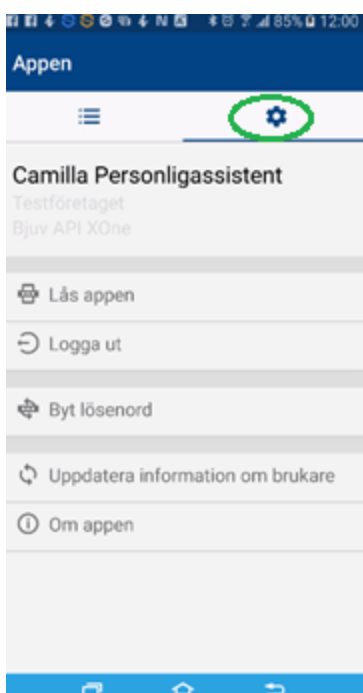 85% 12:00
Appen
Camilla Personligassistent
Testföretaget
Bjuv API XOne
Lås appen
Logga ut
Byt lösenord
Uppdatera information om brukare
Om appen